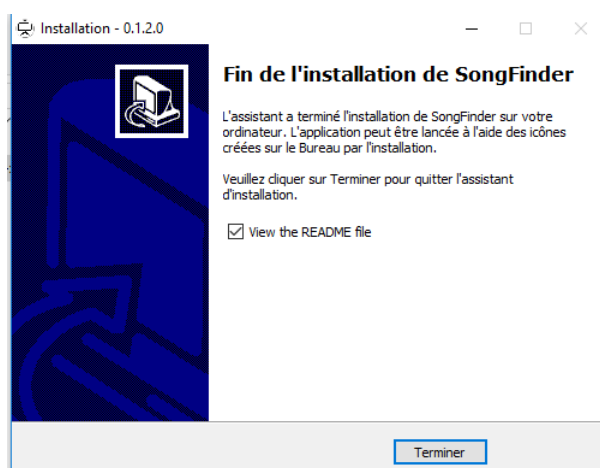 Installation - 0.1.2.0
Fin de l'installation de SongFinder
L'assistant a terminé l'installation de SongFinder sur votre
ordinateur. L'application peut être lancée à l'aide des icônes
créées sur le Bureau par l'installation.
Veuillez cliquer sur Terminer pour quitter l'assistant
d'installation.
View the README file
Terminer